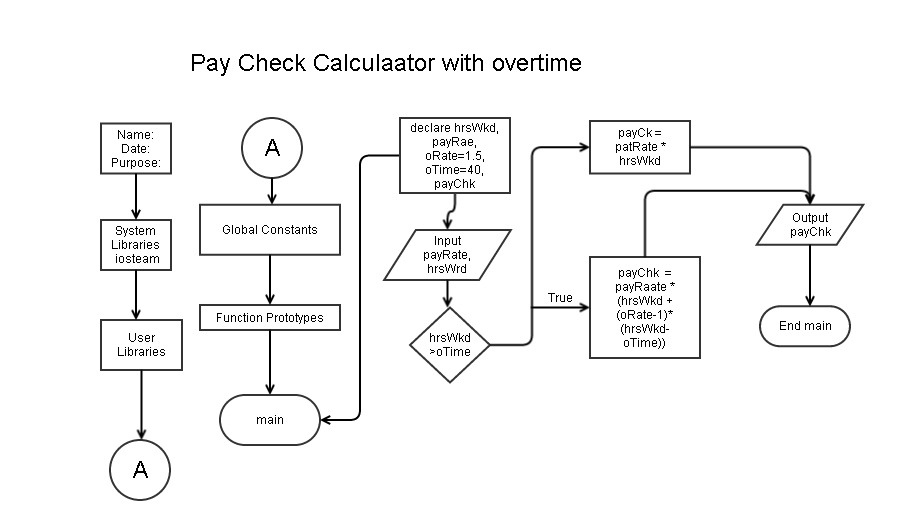 Pay Check Calculaator with overtime
Name:
Date:
Purpose:
System
Libraries
iosteam
User
Libraries
A
A
Global Constants
Function Prototypes
main
declare hrsWkd,
payRae,
oRate=1.5,
oTime=40,
payChk
Input
payRate,
hrsWrd
hrsWkd
>oTime
True
payCk =
patRate *
hrsWkd
payChk =
payRaate *
(hrsWkd +
(oRate-1)*
(hrsWkd-
oTime))
Output
payChk
End main